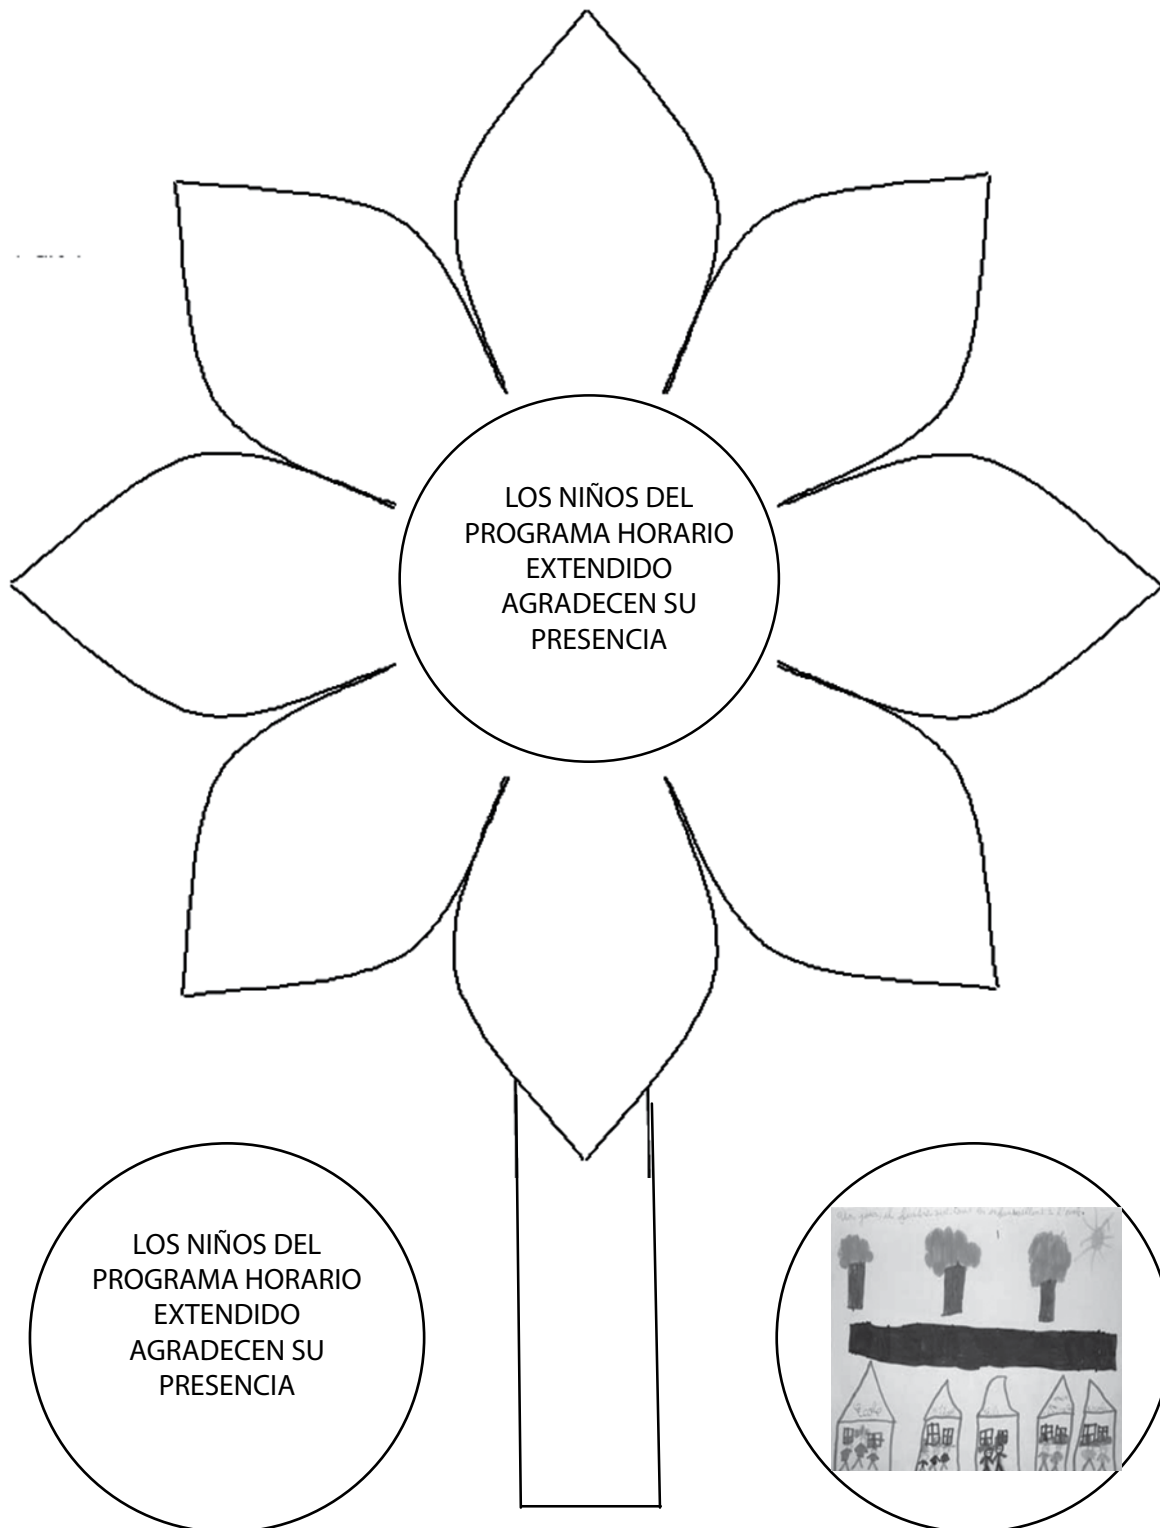 LOS NIÑOS DEL
PROGRAMA HORARIO
EXTENDIDO
AGRADECEN SU
PRESENCIA
LOS NIÑOS DEL
PROGRAMA HORARIO
EXTENDIDO
AGRADECEN SU
PRESENCIA